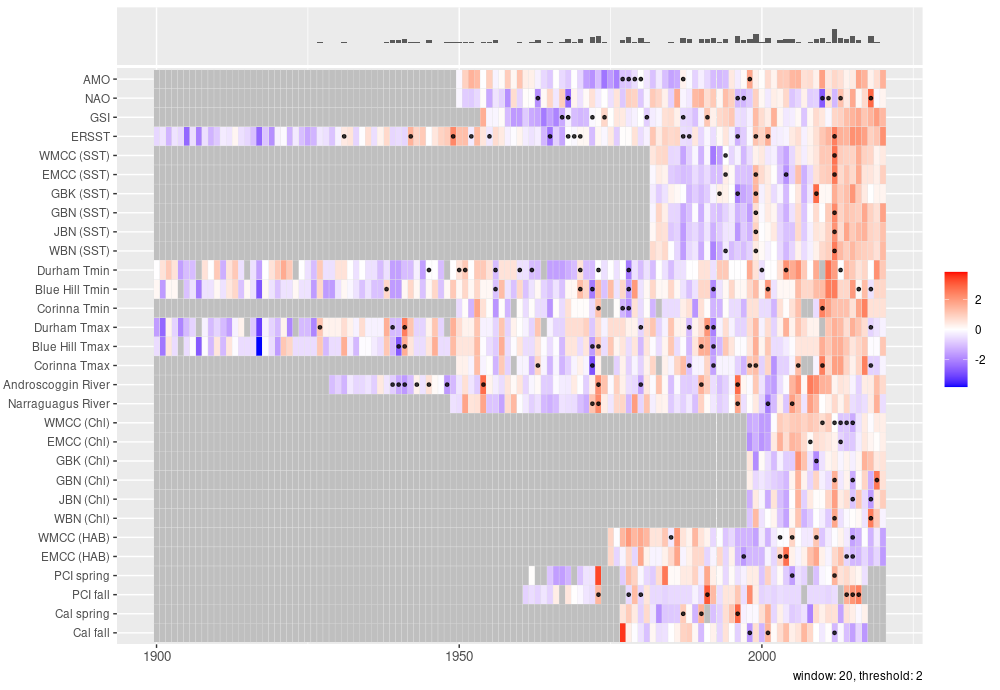 AMO
NAO
GSI
ERSST
WMCC (SST)
EMCC (SST)
GBK (SST)
GBN (SST)
JBN (SST)
WBN (SST)
Durham Tmin
Blue Hill Tmin
Corinna Tmin
Durham Tmax
Blue Hill Tmax
Corinna Tmax
Androscoggin River
Narraguagus River
WMCC (Chl)
EMCC (Chl)
GBK (Chl)
GBN (Chl)
JBN (Chl)
WBN (Chl)
WMCC (HAB)
EMCC (HAB)
PCI spring
PCI fall
Cal spring
Cal fall
1900 1950 2000
2
0
-2
window: 20, threshold: 2